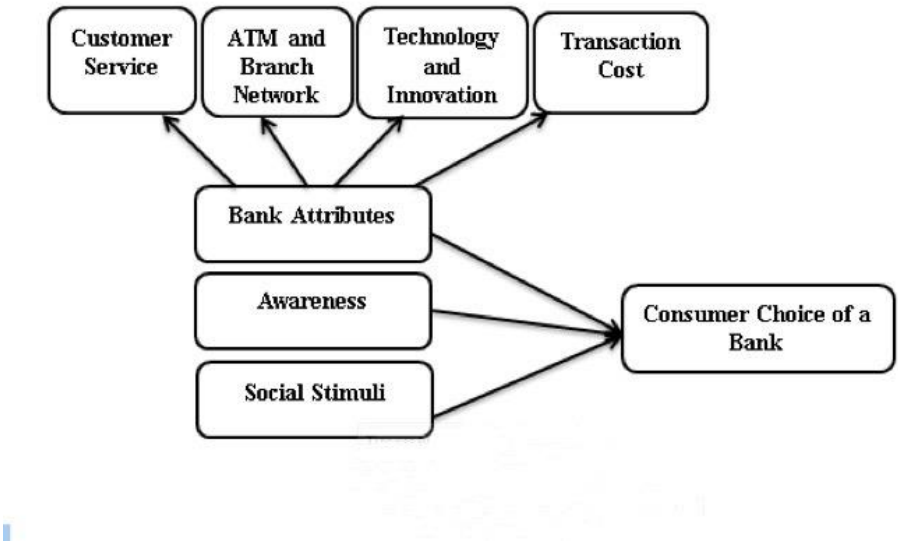 Customer
Service
ATM and
Branch
Network
Technology
and
Innovation
Transaction
Cost
Bank Attributes
Awareness
Social Stimuli
Consumer Choice of a
Bank